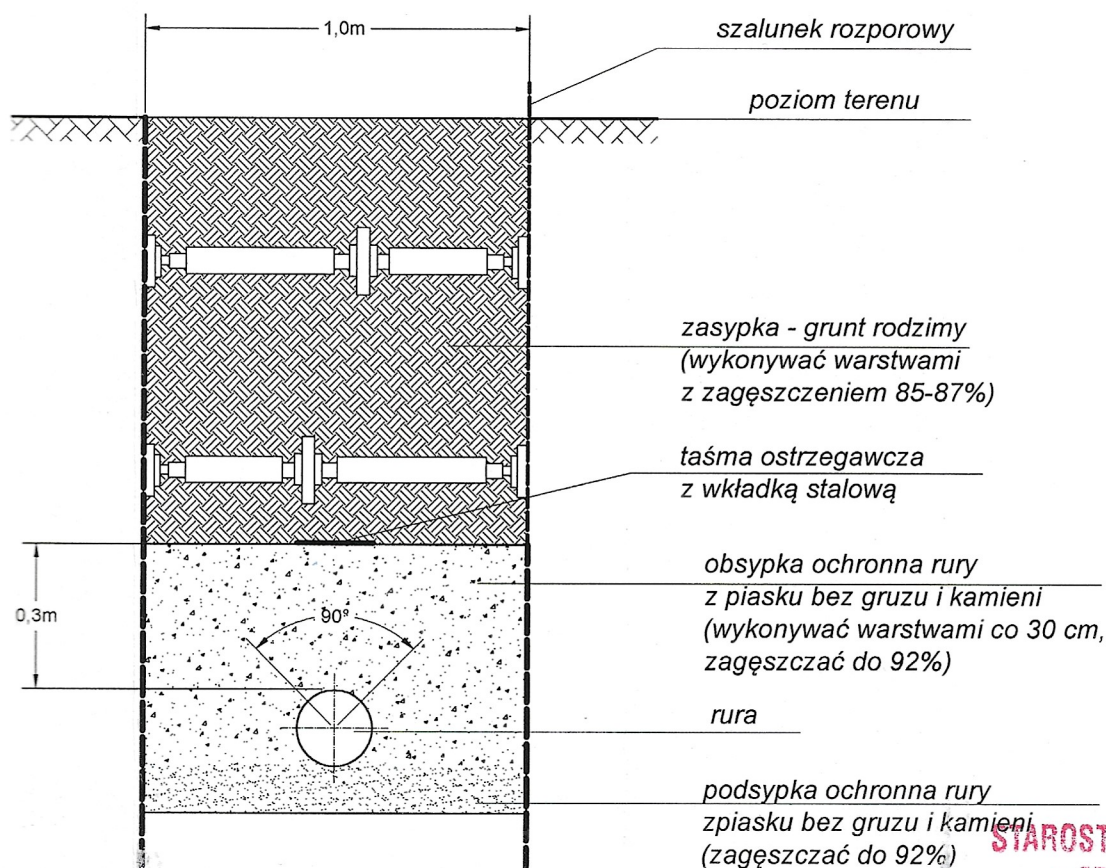 1,0m
szalunek rozporowy
poziom terenu
zasypka - grunt rodzimy
(wykonywać warstwami
z zagęszczeniem 85-87%)
taśma ostrzegawcza
z wkładką stalową
obsypka ochronna rury
z piasku bez gruzu i kamieni
(wykonywać warstwami co 30 cm,
zagęszczać do 92%)
0,3m
90º
rura
podsypka ochronna rury
zpiasku bez gruzu i kamieni
(zagęszczać do 92%)
STAROST